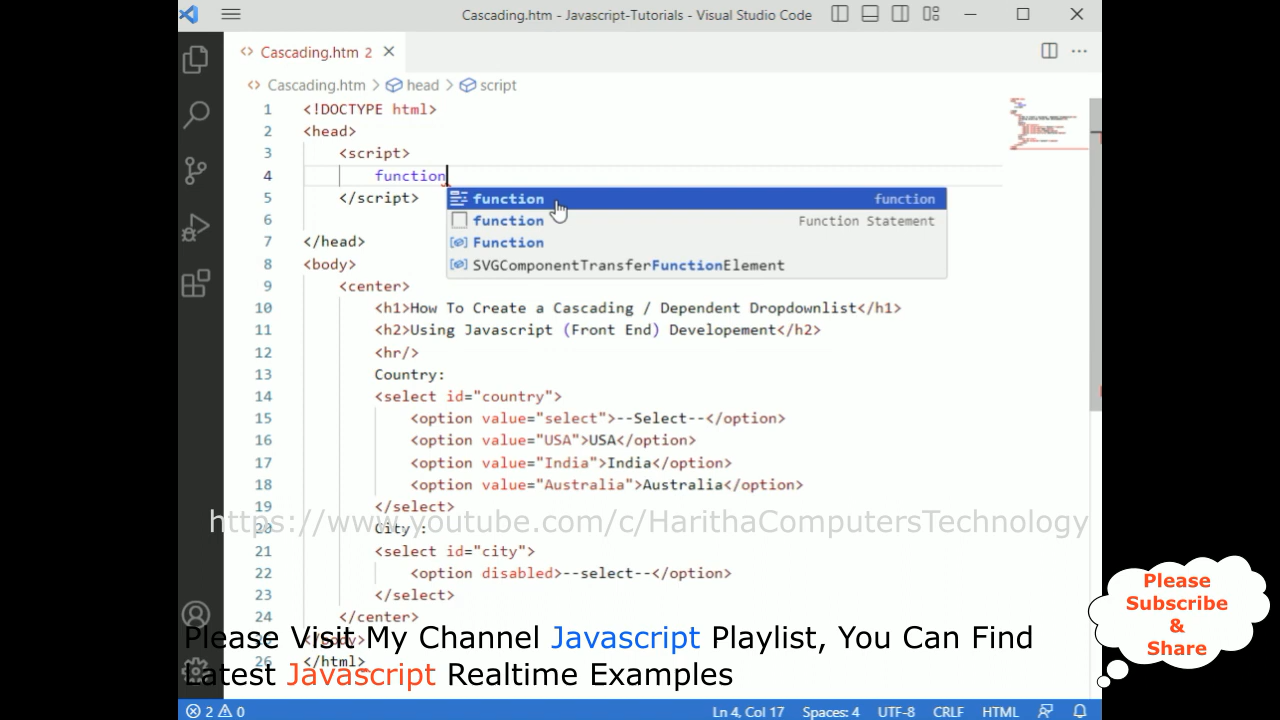 Cascading.htm - Javascript-Tutorials - Visual Studio Code
Cascading.htm 2
Cascading.htm > head > script
1 <!DOCTYPE html>
2 <head>
3 <script>
4 function
5 </script>
function function
function Function Statement
Function
SVGComponentTransferFunctionElement
6
7 </head>
8 <body>
9 <center>
10 <h1>How To Create a Cascading / Dependent Dropdownlist</h1>
11 <h2>Using Javascript (Front End) Developement</h2>
12 <hr/>
13 Country:
14 <select id="country">
15 <option value="select">--Select--</option>
16 <option value="USA">USA</option>
17 <option value="India">India</option>
18 <option value="Australia">Australia</option>
19 </select>
https://www.youtube.com/c/HarithaComputersTechnology
20 City :
21 <select id="city">
22 <option disabled>--select--</option>
23 </select>
24 </center>
Please Visit My Channel Javascript Playlist, You Can Find
26 </html>
Latest Javascript Realtime Examples
Please
Subscribe
&
Share
2 0 Ln 4, Col 17 Spaces: 4 UTF-8 CRLF HTML